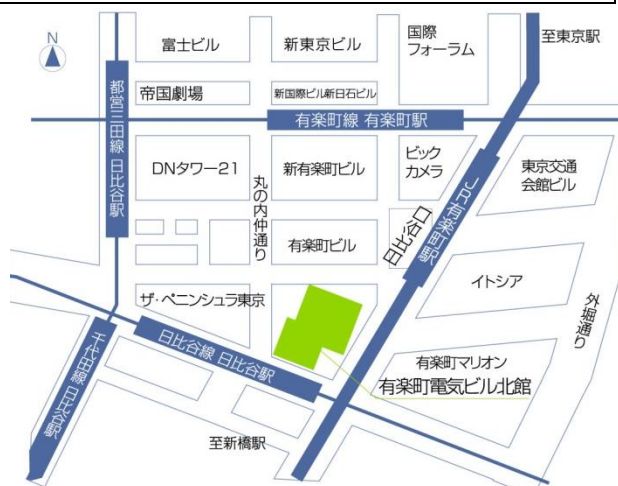 N
富士ビル
新東京ビル
国際
フォーラム
至東京駅
帝国劇場
新国際ビル新日石ビル
都営三田線 日比谷駅
有楽町線 有楽町駅
DNタワー21
新有楽町ビル
ビック
カメラ
東京交通
会館ビル
丸の内仲通り
JR有楽町駅
日比谷口
有楽町ビル
イトシア
外堀通り
ザ・ペニンシュラ東京
日比谷線 日比谷駅
千代田線 日比谷駅
有楽町マリオン
有楽町電気ビル北館
至新橋駅